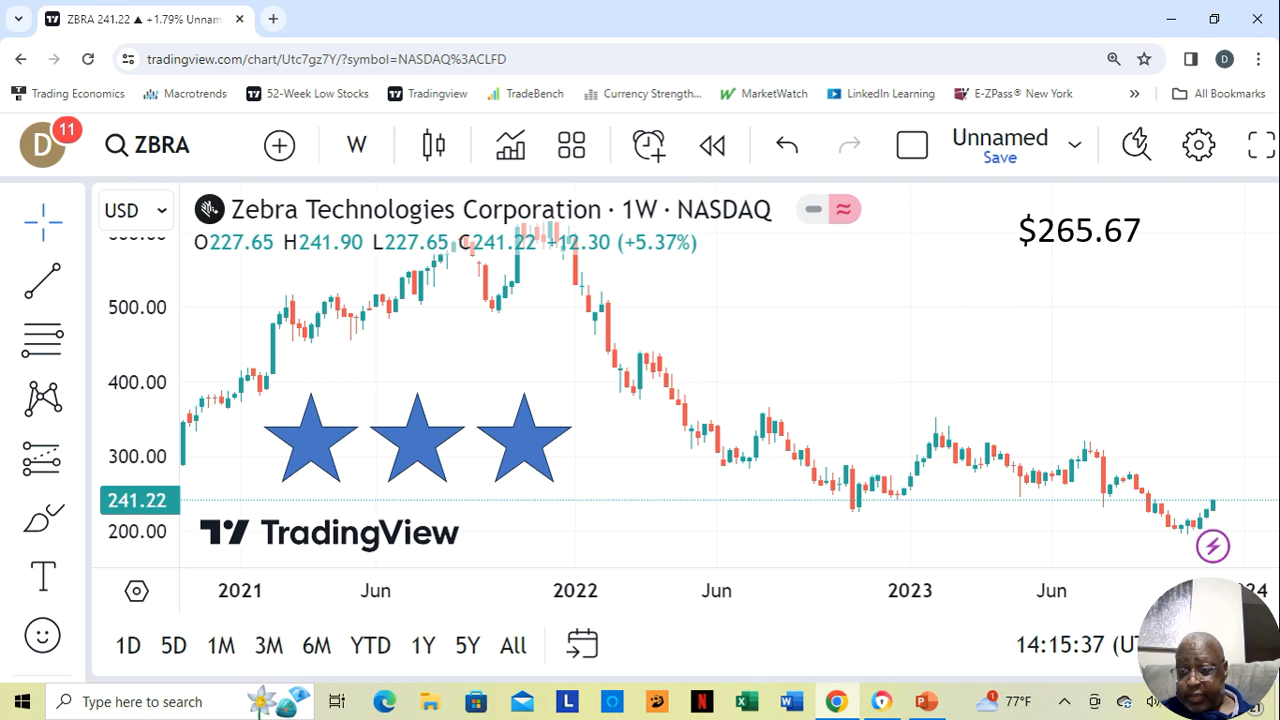 ZBRA 241.22 ▲ +1.79% Unnam
tradingview.com/chart/Utc7gz7Y/?symbol=NASDAQ%3ACLFD
D
Trading Economics
Macrotrends
52-Week Low Stocks
Tradingview
TradeBench
Currency Strength...
MarketWatch
LinkedIn Learning
E-ZPass® New York
»
All Bookmarks
D
11
ZBRA
W
Unnamed
Save
USD
Zebra Technologies Corporation · 1W · NASDAQ
$265.67
O227.65 H241.90 L227.65 C241.22 +12.30 (+5.37%)
500.00
400.00
300.00
241.22
200.00
TradingView
2021
Jun
2022
Jun
2023
Jun
1D
5D
1M
3M
6M
YTD
1Y
5Y
All
14:15:37 (UT
Type here to search
77°F